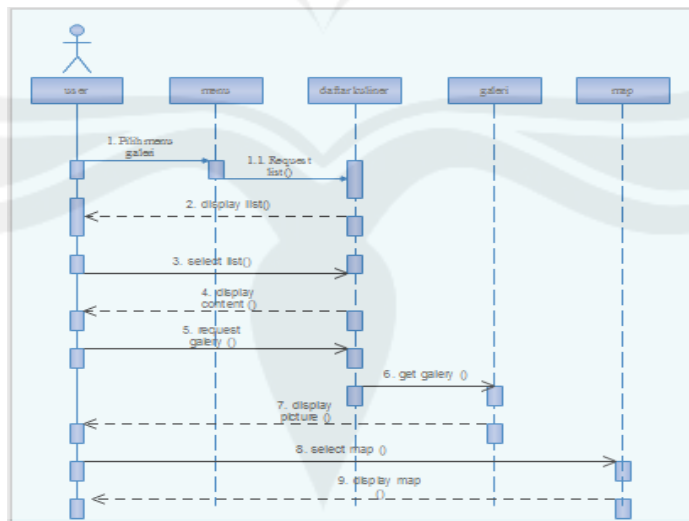 user
menu
daftar kuliner
galeri
map
1. Pilih menu
galeri
1.1. Request
list()
2. display list()
3. select list()
4. display
content ()
5. request
galery ()
6. get galery ()
7. display
picture ()
8. select map ()
9. display map
()